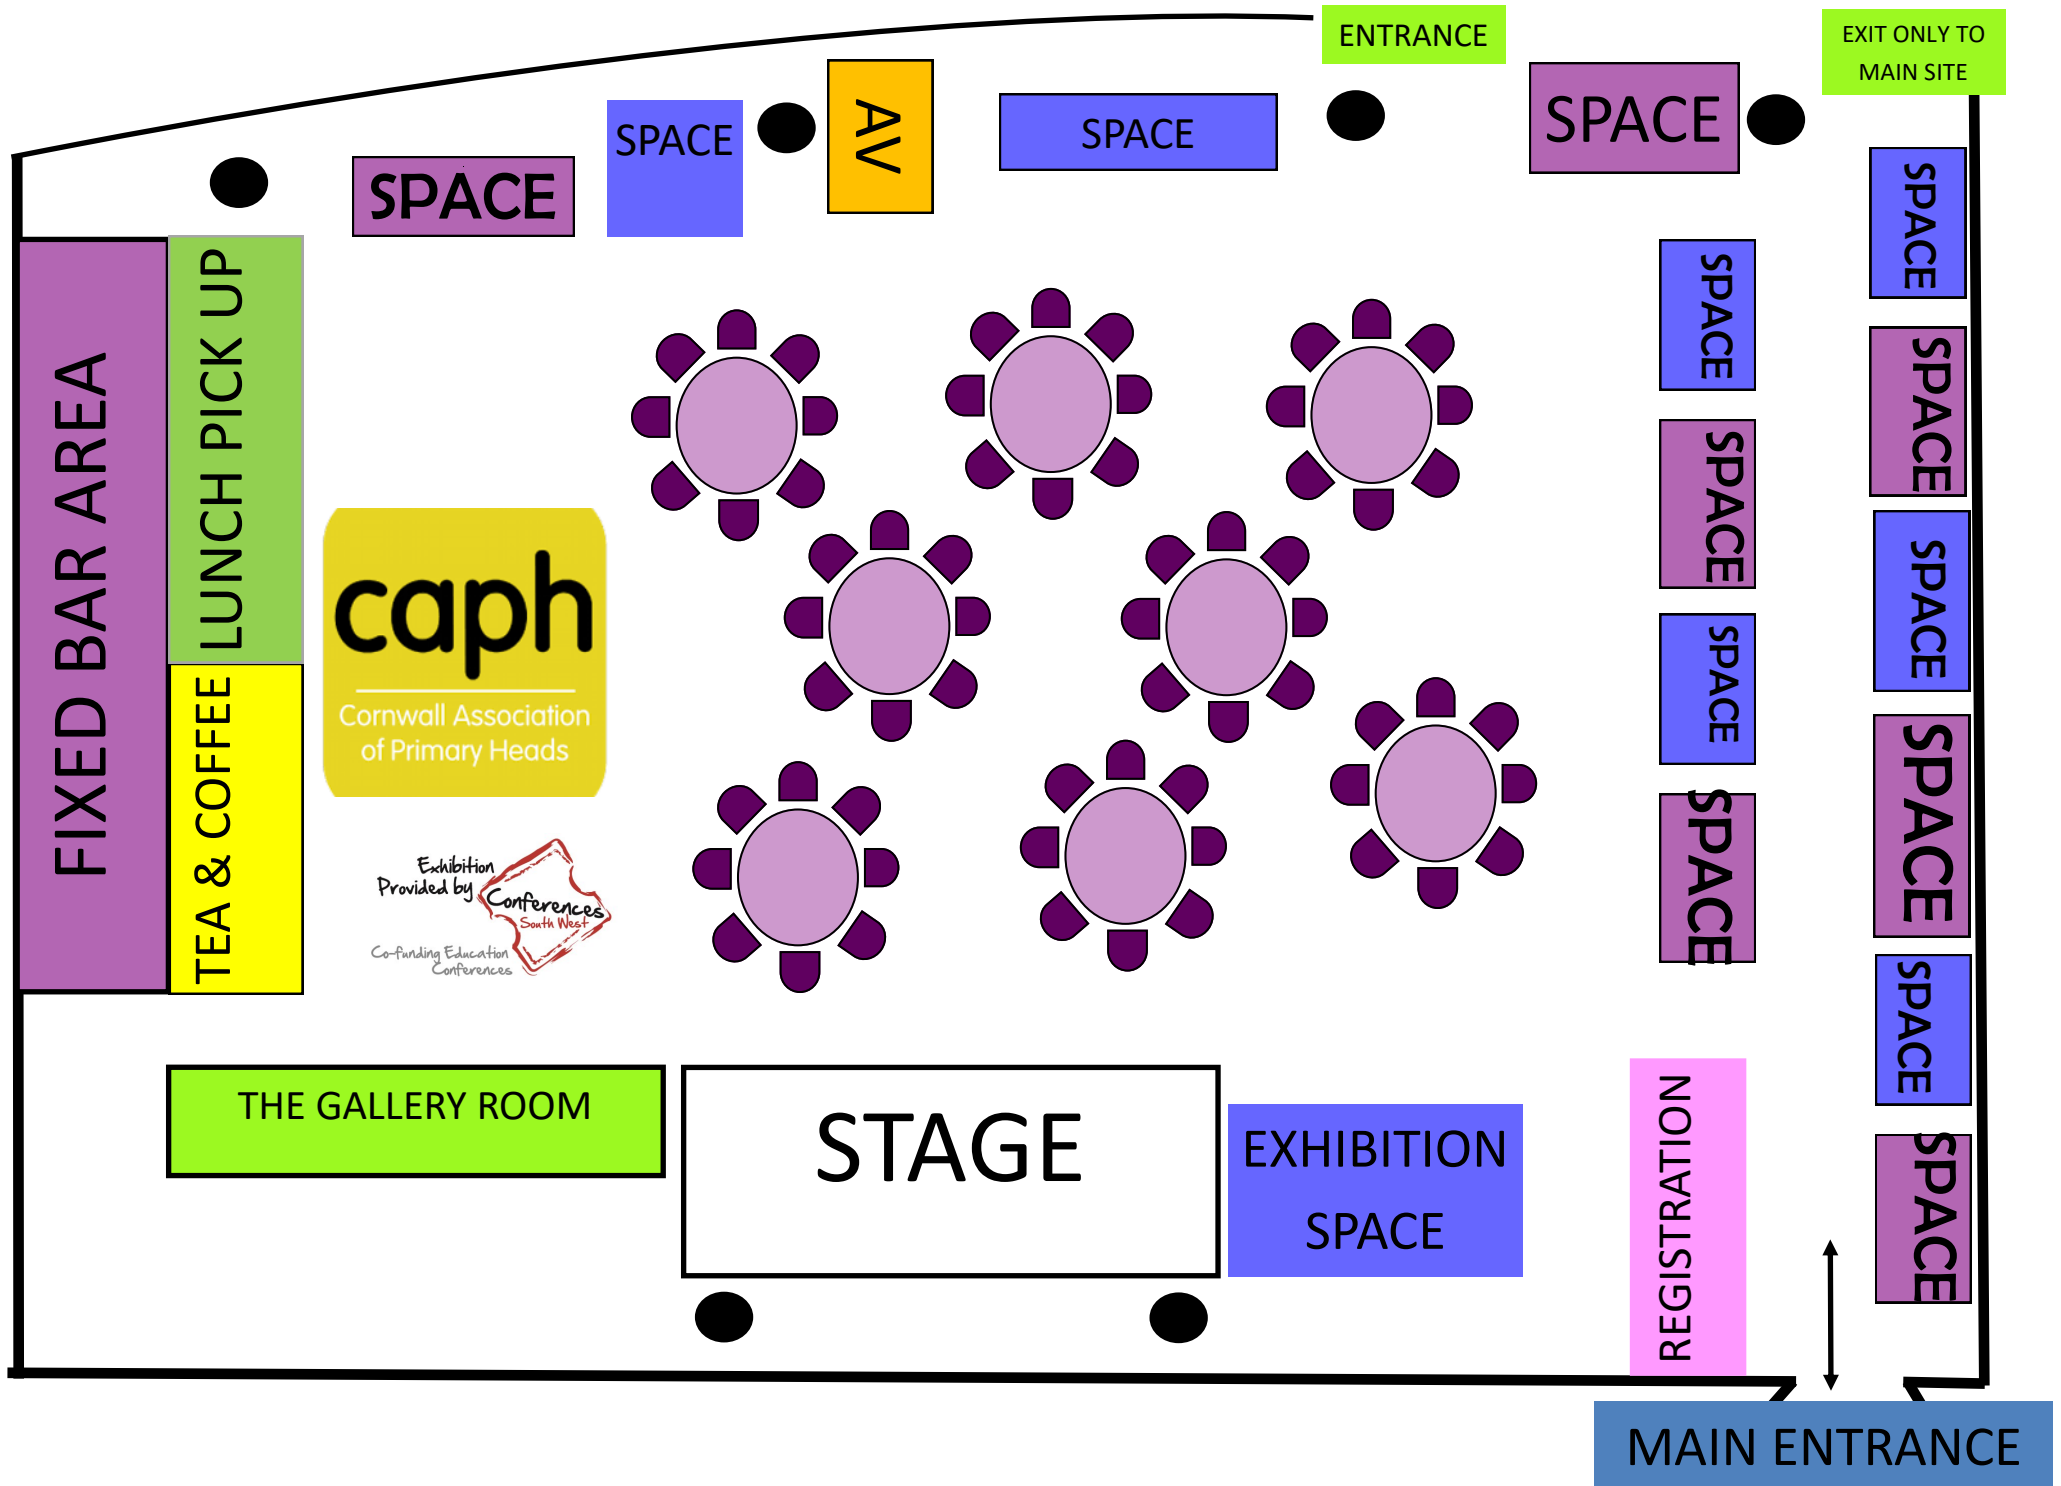 ENTRANCE
EXIT ONLY TO
MAIN SITE
SPACE
SPACE
AV
SPACE
SPACE
SPACE
SPACE
SPACE
SPACE
SPACE
SPACE
SPACE
SPACE
SPACE
SPACE
FIXED BAR AREA
LUNCH PICK UP
TEA & COFFEE
caph
Cornwall Association
of Primary Heads
Exhibition
Provided by
Conferences
South West
Co-funding Education
Conferences
THE GALLERY ROOM
STAGE
EXHIBITION
SPACE
REGISTRATION
MAIN ENTRANCE